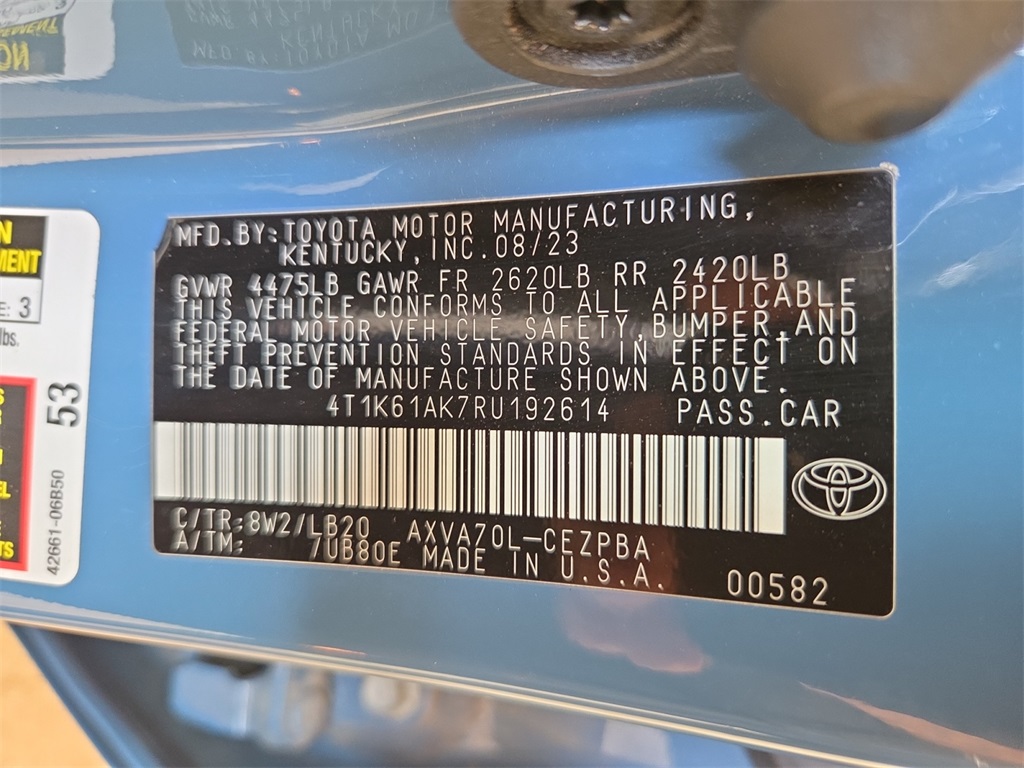 MFD. BY: TOYOTA MOTOR MANUFACTURING,
KENTUCKY, INC. 08/23
GVWR 4475LB GAWR FR 2620LB RR 2420LB
THIS VEHICLE CONFORMS TO ALL APPLICABLE
FEDERAL MOTOR VEHICLE SAFETY, BUMPER, AND
THEFT PREVENTION STANDARDS IN EFFECT ON
THE DATE OF MANUFACTURE SHOWN ABOVE.
4T1K61AK7RU192614 PASS.CAR
C/TR: 8W2/LB20 AXVA70L-CEZPBA
A/TM: 7UB80E MADE IN U.S.A. 00582
3
lbs.
53
42661-06B50